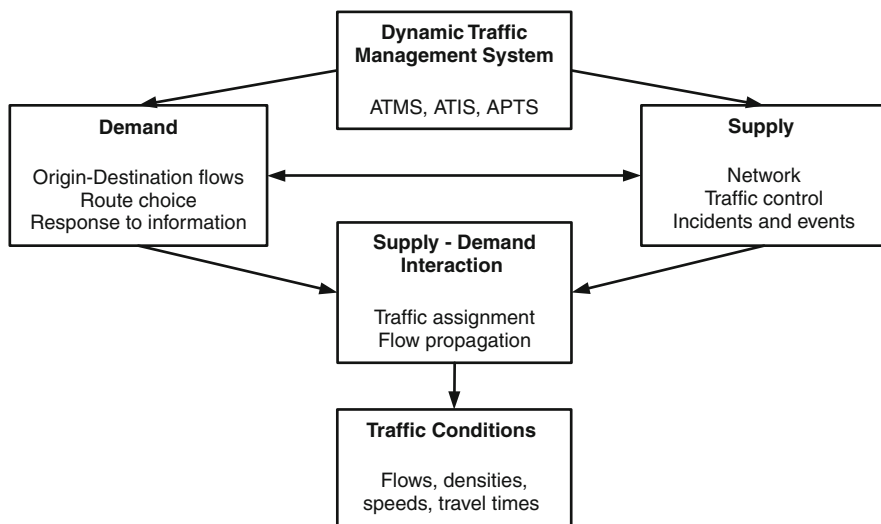 Dynamic Traffic
Management System
ATMS, ATIS, APTS
Demand
Origin-Destination flows
Route choice
Response to information
Supply
Network
Traffic control
Incidents and events
Supply - Demand
Interaction
Traffic assignment
Flow propagation
Traffic Conditions
Flows, densities,
speeds, travel times